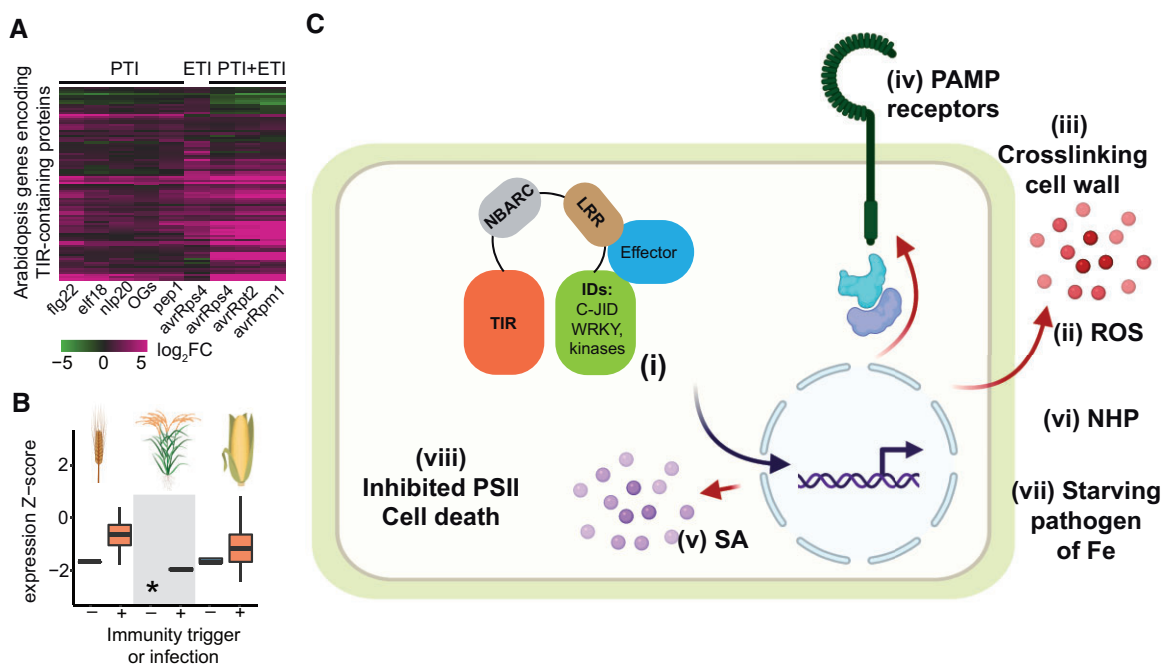 A
PTI ETI PTI+ETI
Arabidopsis genes encoding
TIR-containing proteins
flg22 elf18 nlp20 OGs pep1 avrRps4 avrRps4 avrRpt2 avrRpm1
−5 0 5 log2FC
B
expression Z−score
2
0
−2
*
− + − + − +
Immunity trigger
or infection
C
(iv) PAMP
receptors
(iii)
Crosslinking
cell wall
NBARC
LRR
Effector
TIR
IDs:
C-JID
WRKY,
kinases
(i)
(ii) ROS
(vi) NHP
(viii)
Inhibited PSII
Cell death
(v) SA
(vii) Starving
pathogen
of Fe